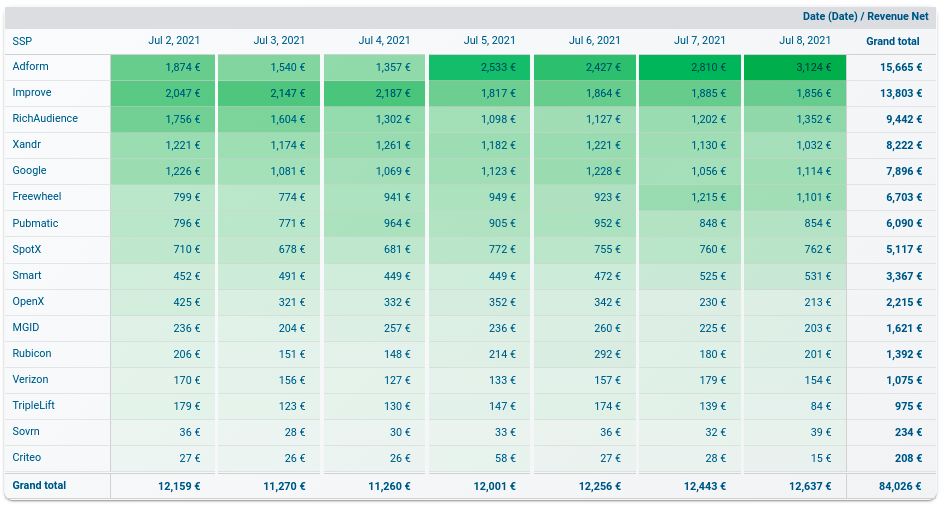 Date (Date) / Revenue Net
SSP Jul 2, 2021 Jul 3, 2021 Jul 4, 2021 Jul 5, 2021 Jul 6, 2021 Jul 7, 2021 Jul 8, 2021 Grand total
Adform 1,874 € 1,540 € 1,357 € 2,533 € 2,427 € 2,810 € 3,124 € 15,665 €
Improve 2,047 € 2,147 € 2,187 € 1,817 € 1,864 € 1,885 € 1,856 € 13,803 €
RichAudience 1,756 € 1,604 € 1,302 € 1,098 € 1,127 € 1,202 € 1,352 € 9,442 €
Xandr 1,221 € 1,174 € 1,261 € 1,182 € 1,221 € 1,130 € 1,032 € 8,222 €
Google 1,226 € 1,081 € 1,069 € 1,123 € 1,228 € 1,056 € 1,114 € 7,896 €
Freewheel 799 € 774 € 941 € 949 € 923 € 1,215 € 1,101 € 6,703 €
Pubmatic 796 € 771 € 964 € 905 € 952 € 848 € 854 € 6,090 €
SpotX 710 € 678 € 681 € 772 € 755 € 760 € 762 € 5,117 €
Smart 452 € 491 € 449 € 449 € 472 € 525 € 531 € 3,367 €
OpenX 425 € 321 € 332 € 352 € 342 € 230 € 213 € 2,215 €
MGID 236 € 204 € 257 € 236 € 260 € 225 € 203 € 1,621 €
Rubicon 206 € 151 € 148 € 214 € 292 € 180 € 201 € 1,392 €
Verizon 170 € 156 € 127 € 133 € 157 € 179 € 154 € 1,075 €
TripleLift 179 € 123 € 130 € 147 € 174 € 139 € 84 € 975 €
Sovrn 36 € 28 € 30 € 33 € 36 € 32 € 39 € 234 €
Criteo 27 € 26 € 26 € 58 € 27 € 28 € 15 € 208 €
Grand total 12,159 € 11,270 € 11,260 € 12,001 € 12,256 € 12,443 € 12,637 € 84,026 €